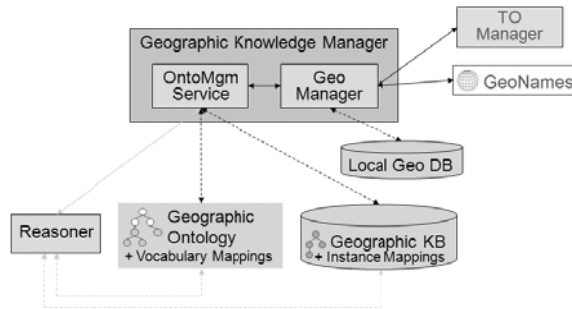 TO
Manager
Geographic Knowledge Manager
OntoMgm
Service
Geo
Manager
GeoNames
Local Geo DB
Reasoner
Geographic
Ontology
+ Vocabulary Mappings
Geographic KB
+ Instance Mappings